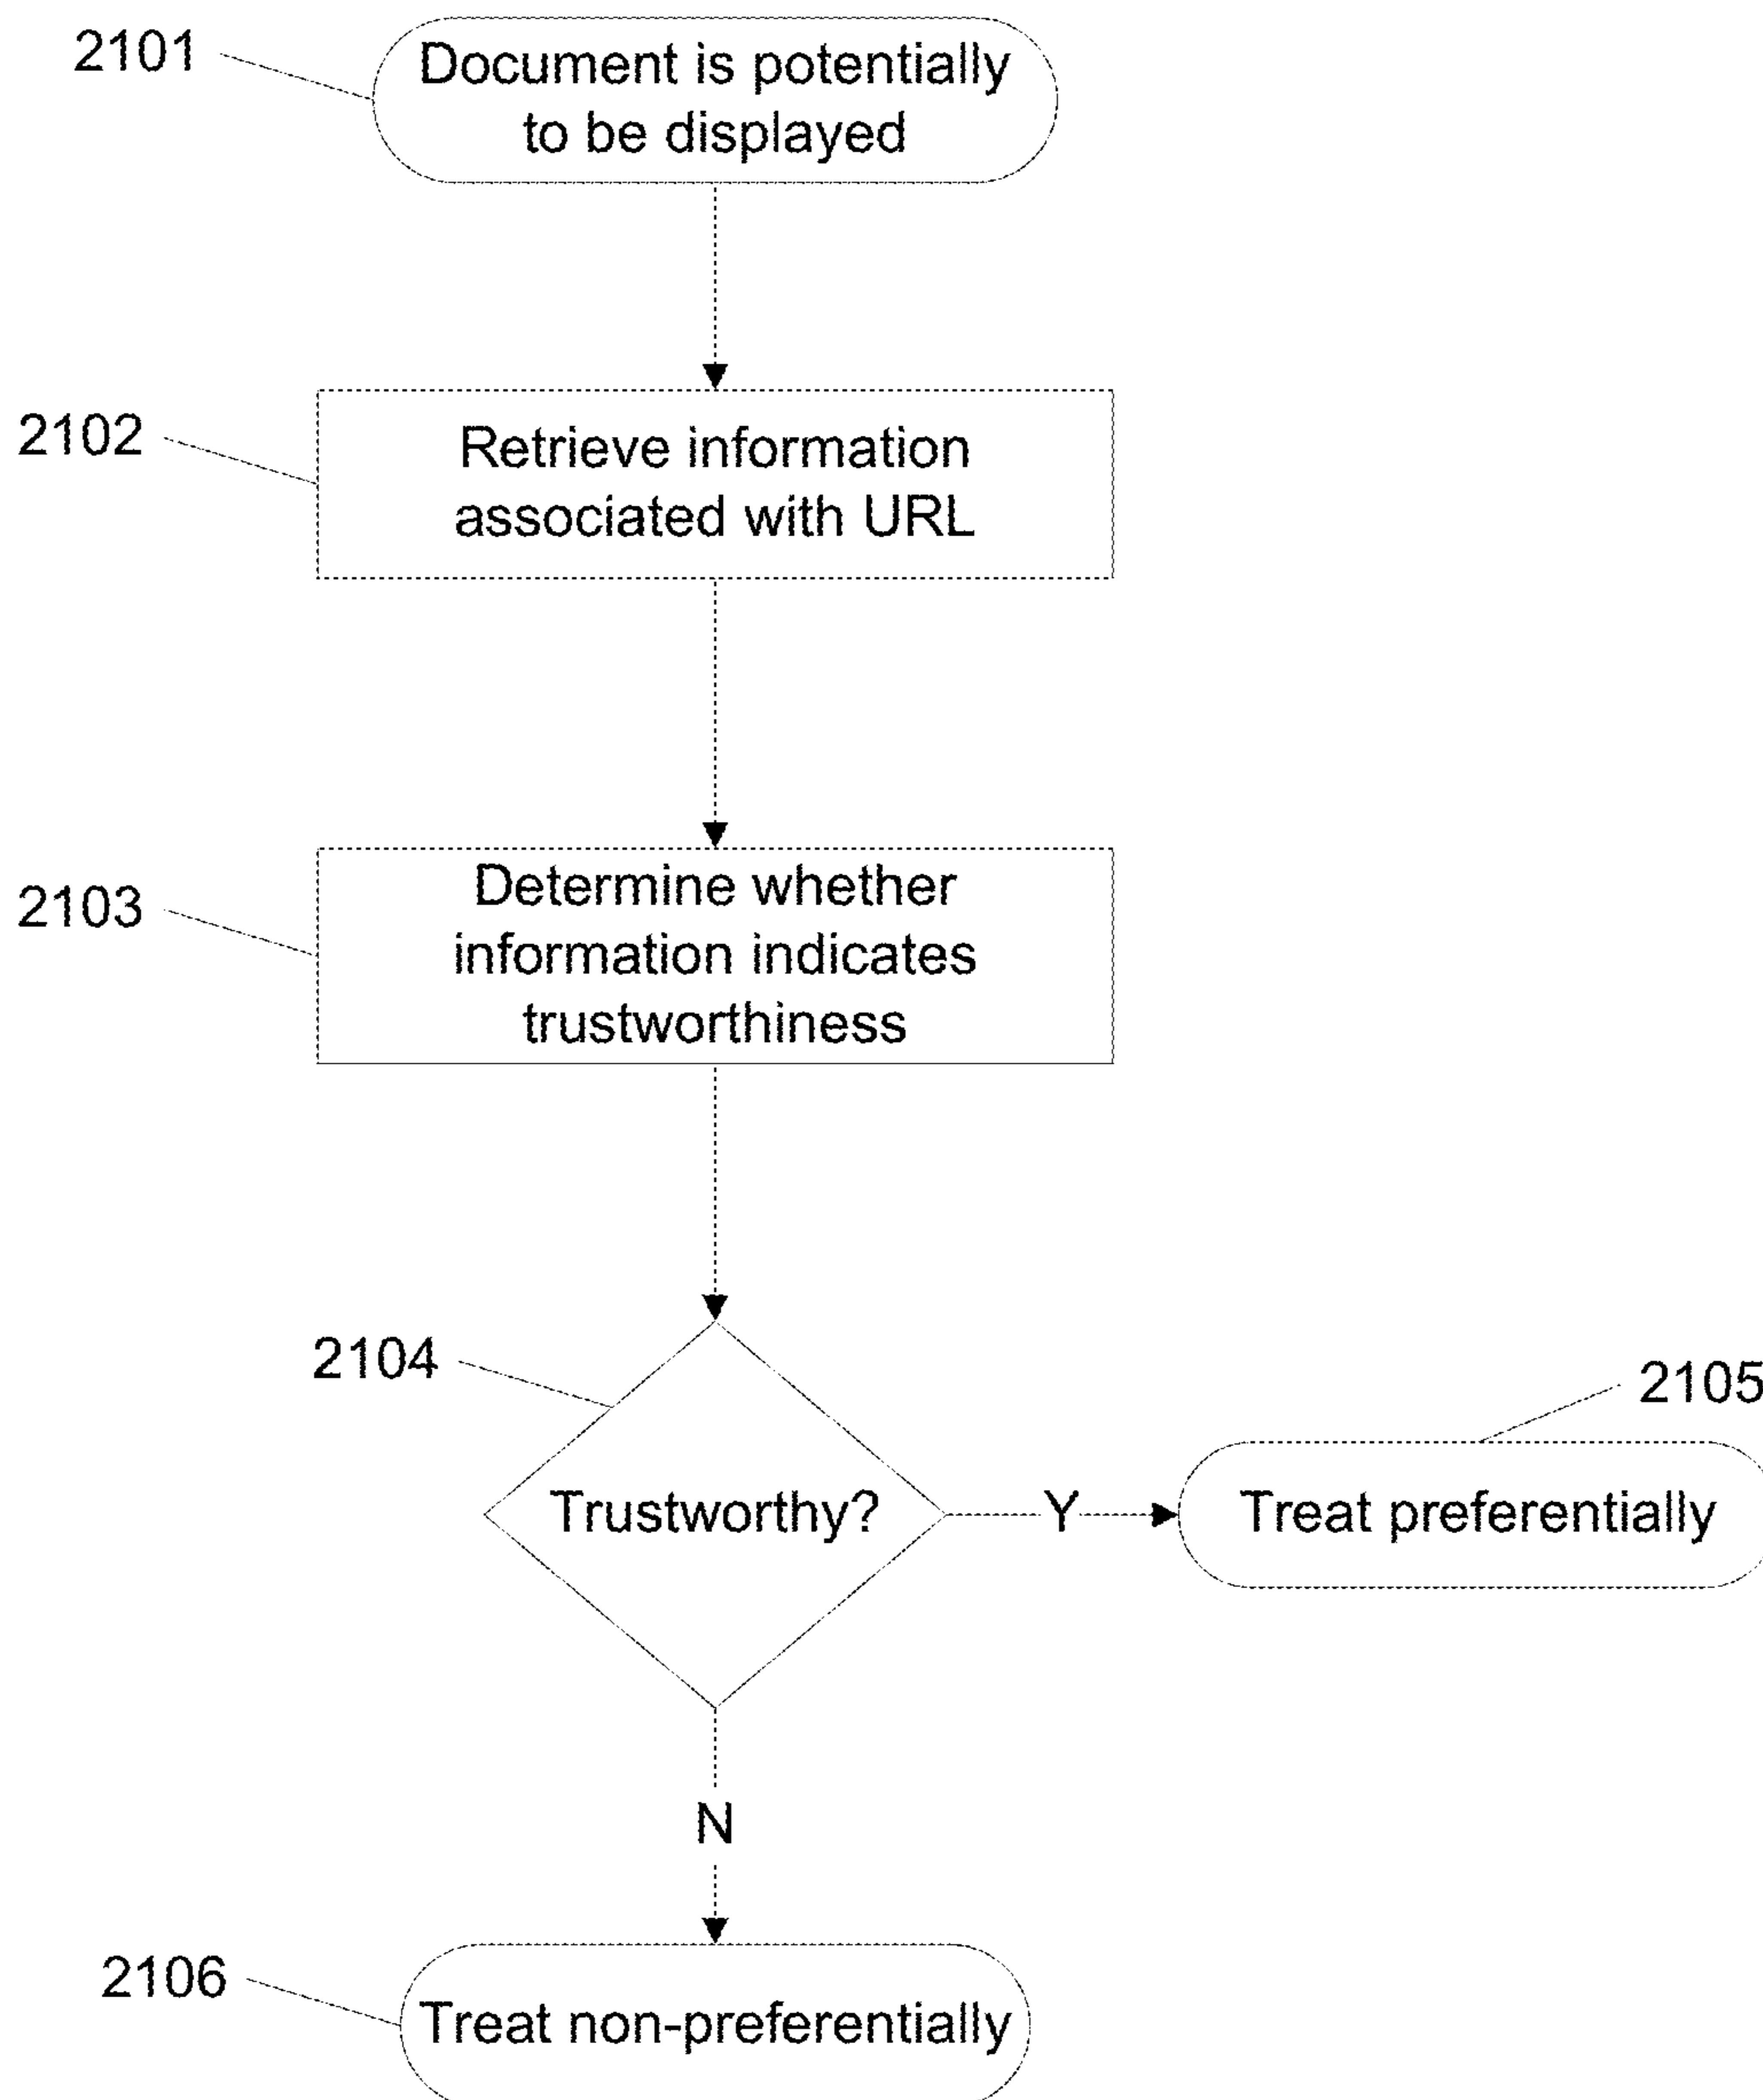 2101
Document is potentially
to be displayed
2102
Retrieve information
associated with URL
2103
Determine whether
information indicates
trustworthiness
2104
2105
Trustworthy?
Y
Treat preferentially
N
2106
Treat non-preferentially